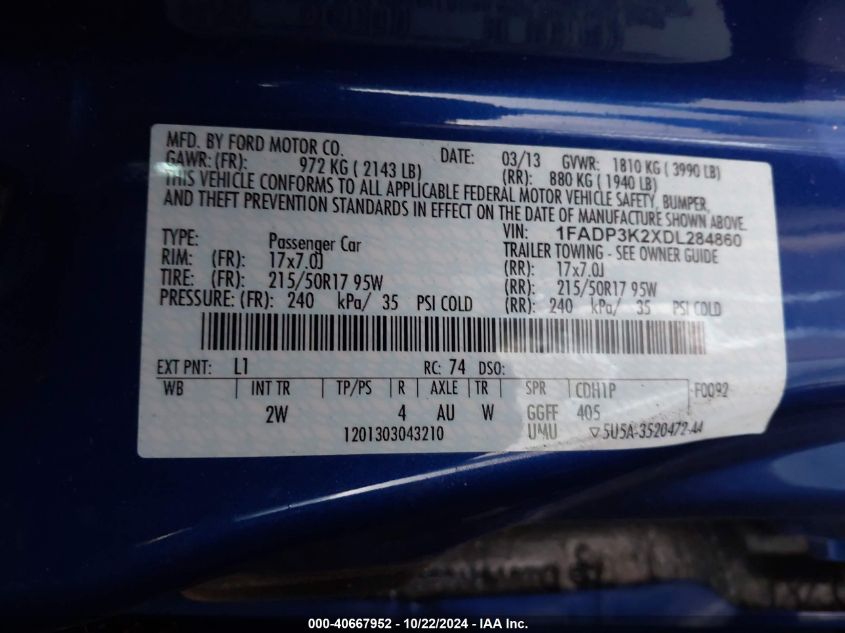 MFD. BY FORD MOTOR CO.
DATE: 03/13 GVWR: 1810 KG ( 3990 LB)
GAWR: (FR): 972 KG ( 2143 LB) (RR): 880 KG ( 1940 LB)
THIS VEHICLE CONFORMS TO ALL APPLICABLE FEDERAL MOTOR VEHICLE SAFETY, BUMPER,
AND THEFT PREVENTION STANDARDS IN EFFECT ON THE DATE OF MANUFACTURE SHOWN ABOVE.
VIN: 1FADP3K2XDL284860
TYPE: Passenger Car TRAILER TOWING - SEE OWNER GUIDE
RIM: (FR): 17x7.0J (RR): 17x7.0J
TIRE: (FR): 215/50R17 95W (RR): 215/50R17 95W
PRESSURE: (FR): 240 kPa/ 35 PSI COLD (RR): 240 kPa/ 35 PSI COLD
EXT PNT: L1 RC: 74 DSO:
WB INT TR TP/PS R AXLE TR SPR CDH1P F0092
2W 4 AU W GGFF 405
1201303043210 UMU ▽5U5A-3520472-AA
000-40667952 - 10/22/2024 - IAA Inc.